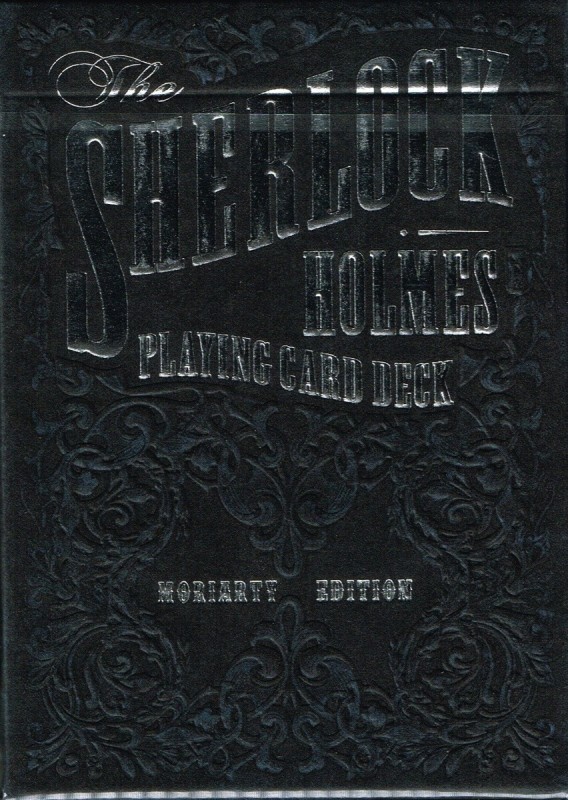 The
SHERLOCK
HOLMES
PLAYING CARD DECK
MORIARTY EDITION